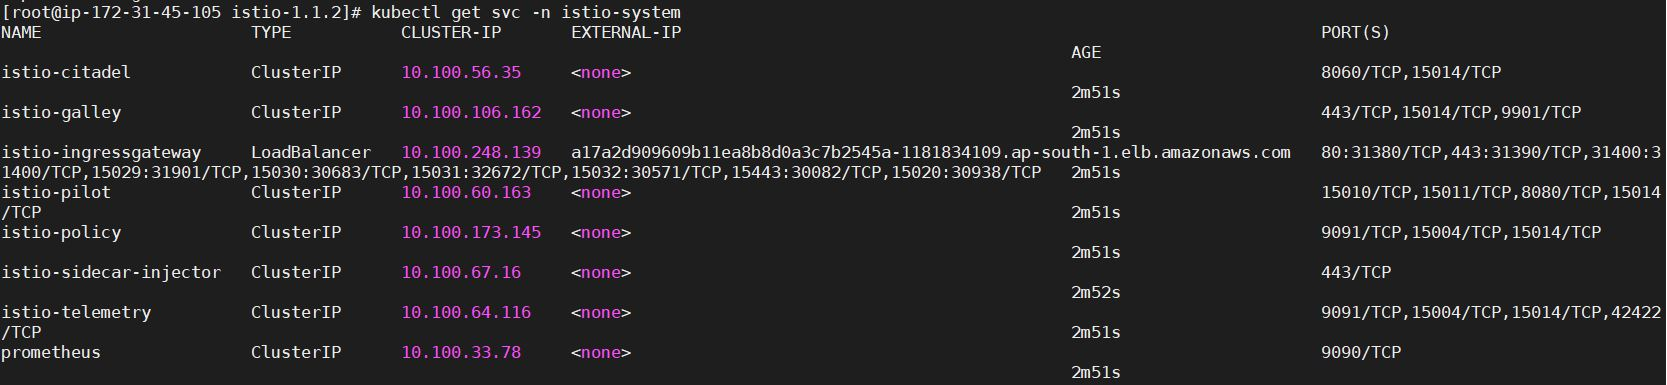 [root@ip-172-31-45-105 istio-1.1.2]# kubectl get svc -n istio-system
NAME                     TYPE           CLUSTER-IP       EXTERNAL-IP                                                                PORT(S)
AGE
istio-citadel            ClusterIP      10.100.56.35     <none>                                                                     8060/TCP,15014/TCP
2m51s
istio-galley             ClusterIP      10.100.106.162   <none>                                                                     443/TCP,15014/TCP,9901/TCP
2m51s
istio-ingressgateway     LoadBalancer   10.100.248.139   a17a2d909609b11ea8b8d0a3c7b2545a-1181834109.ap-south-1.elb.amazonaws.com   80:31380/TCP,443:31390/TCP,31400:3
1400/TCP,15029:31901/TCP,15030:30683/TCP,15031:32672/TCP,15032:30571/TCP,15443:30082/TCP,15020:30938/TCP   2m51s
istio-pilot              ClusterIP      10.100.60.163    <none>                                                                     15010/TCP,15011/TCP,8080/TCP,15014
/TCP                                                                                                       2m51s
istio-policy             ClusterIP      10.100.173.145   <none>                                                                     9091/TCP,15004/TCP,15014/TCP
2m51s
istio-sidecar-injector   ClusterIP      10.100.67.16     <none>                                                                     443/TCP
2m52s
istio-telemetry          ClusterIP      10.100.64.116    <none>                                                                     9091/TCP,15004/TCP,15014/TCP,42422
/TCP                                                                                                       2m51s
prometheus               ClusterIP      10.100.33.78     <none>                                                                     9090/TCP
2m51s